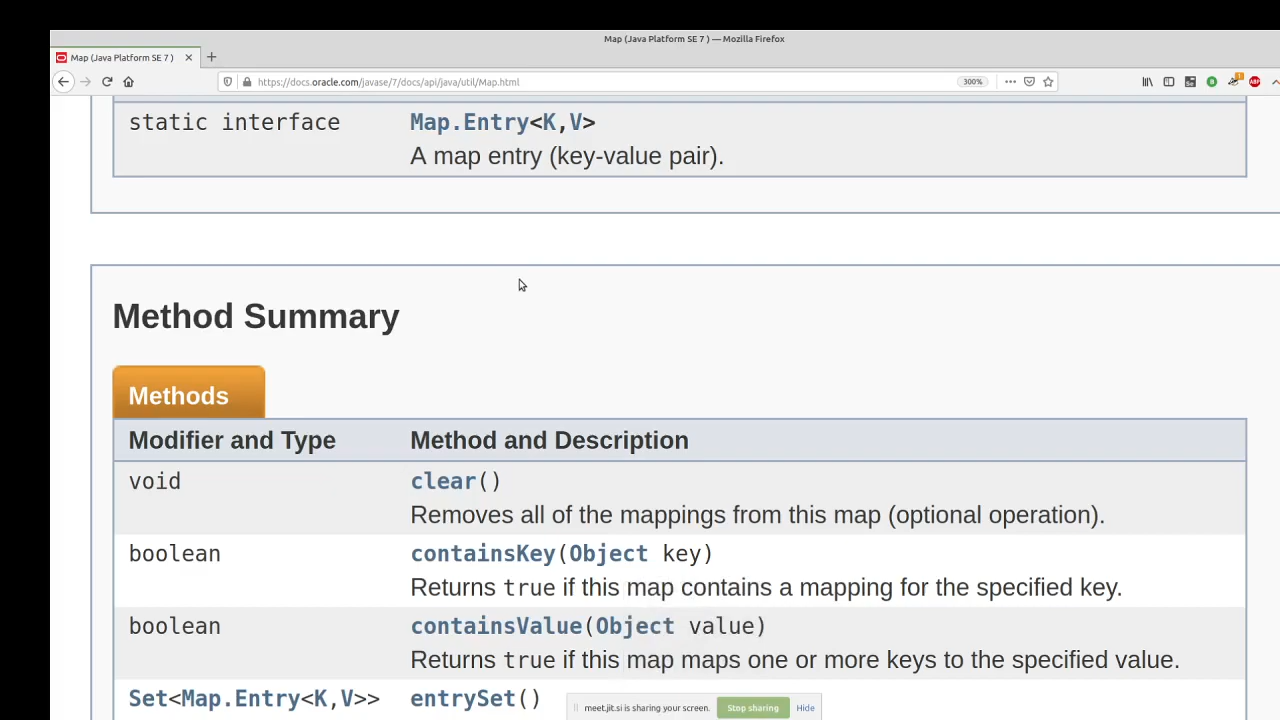 Map (Java Platform SE 7 ) — Mozilla Firefox
Map (Java Platform SE 7 )
https://docs.oracle.com/javase/7/docs/api/java/util/Map.html 300%
static interface Map.Entry<K,V>
A map entry (key-value pair).
Method Summary
Methods
Modifier and Type Method and Description
void clear()
Removes all of the mappings from this map (optional operation).
boolean containsKey(Object key)
Returns true if this map contains a mapping for the specified key.
boolean containsValue(Object value)
Returns true if this map maps one or more keys to the specified value.
Set<Map.Entry<K,V>> entrySet()
meet.jit.si is sharing your screen. Stop sharing Hide